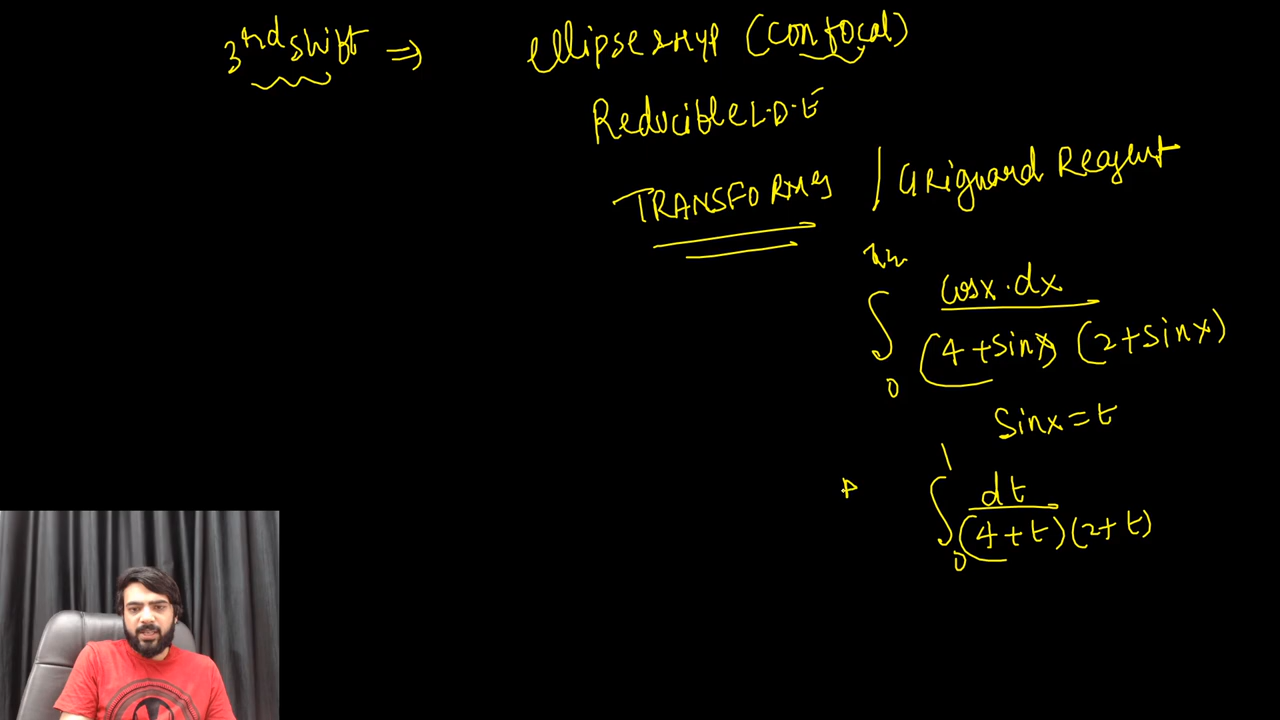 3rd shift ⇒ ellipse & Hyp (confocal)
Reducible L.D.E
TRANSFORMS / Griguard Reagent
∫ cosx·dx / (4+sinx) (2+sinx)
0
sinx = t
1
∫ dt / (4+t)(2+t)
0